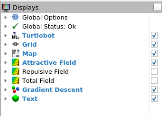 Displays
Global Options
Global Status: Ok
Turtlebot
Grid
Map
Attractive Field
Repulsive Field
Total Field
Gradient Descent
Text